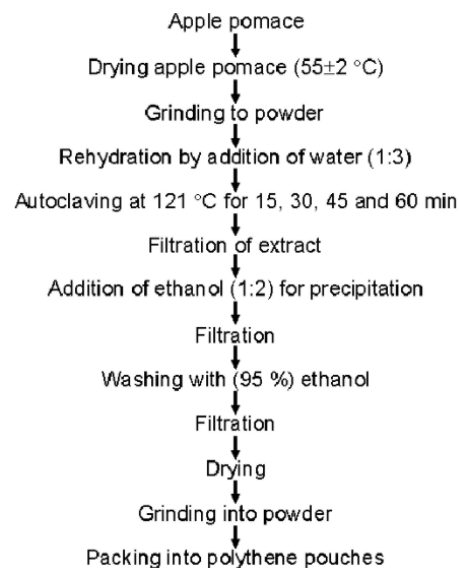 Apple pomace
Drying apple pomace (55±2 °C)
Grinding to powder
Rehydration by addition of water (1:3)
Autoclaving at 121 °C for 15, 30, 45 and 60 min
Filtration of extract
Addition of ethanol (1:2) for precipitation
Filtration
Washing with (95 %) ethanol
Filtration
Drying
Grinding into powder
Packing into polythene pouches